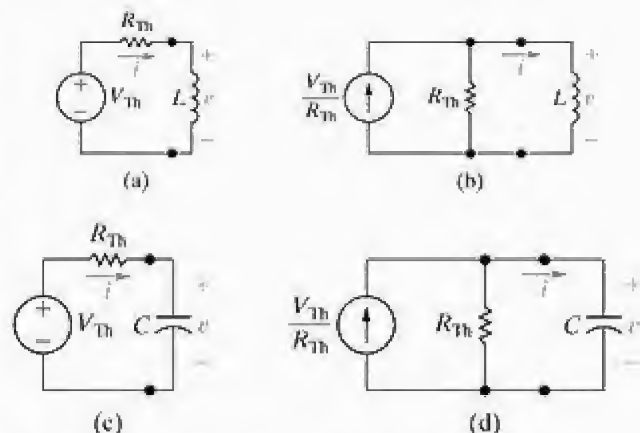 R_Th
i
+
−
V_Th
L
+
v
−
(a)
V_Th
R_Th
R_Th
i
L
+
v
−
(b)
R_Th
i
+
−
V_Th
C
+
v
−
(c)
V_Th
R_Th
R_Th
i
C
+
v
−
(d)